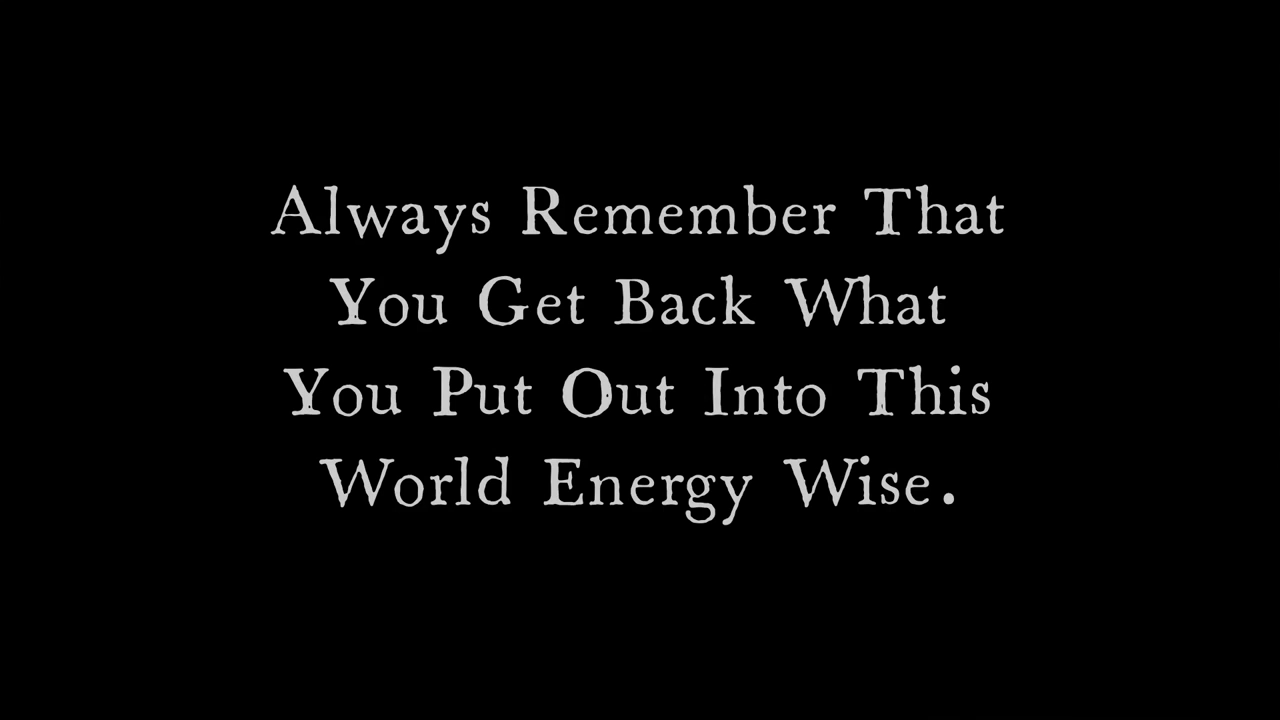 Always Remember That
You Get Back What
You Put Out Into This
World Energy Wise.